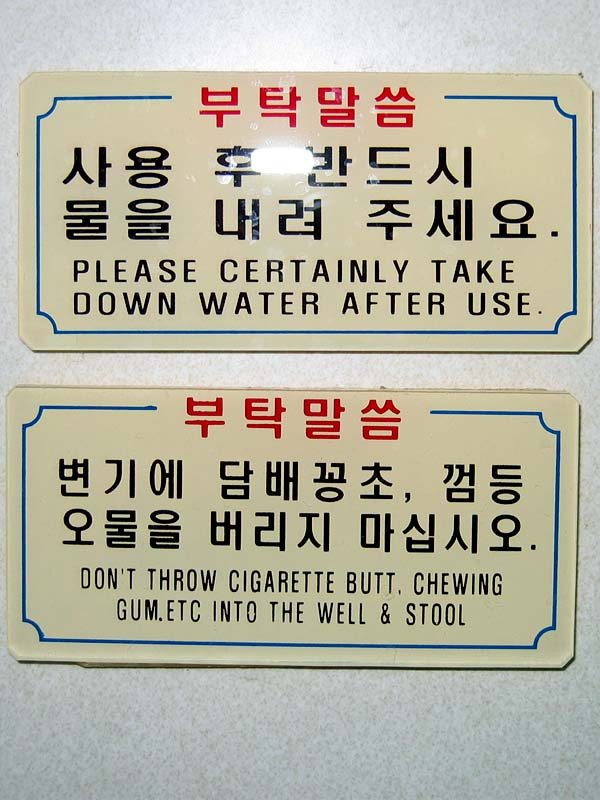 부탁말씀
사용 후 반드시
물을 내려 주세요.
PLEASE CERTAINLY TAKE
DOWN WATER AFTER USE.
부탁말씀
변기에 담배꽁초, 껌등
오물을 버리지 마십시오.
DON'T THROW CIGARETTE BUTT, CHEWING
GUM.ETC INTO THE WELL & STOOL